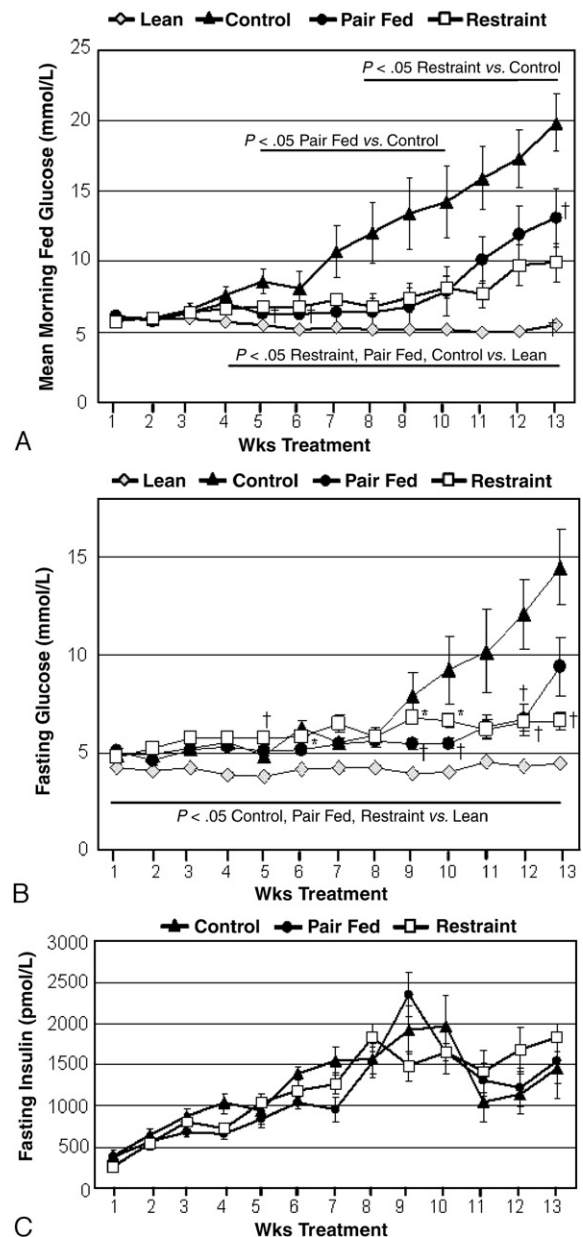 Lean Control Pair Fed Restraint
25
20
15
10
5
0
Mean Morning Fed Glucose (mmol/L)
P < .05 Restraint vs. Control
P < .05 Pair Fed vs. Control
†
† †
†
P < .05 Restraint, Pair Fed, Control vs. Lean
1 2 3 4 5 6 7 8 9 10 11 12 13
Wks Treatment
A
Lean Control Pair Fed Restraint
15
10
5
0
Fasting Glucose (mmol/L)
†
† * * †
* † † †
P < .05 Control, Pair Fed, Restraint vs. Lean
1 2 3 4 5 6 7 8 9 10 11 12 13
Wks Treatment
B
Control Pair Fed Restraint
3000
2500
2000
1500
1000
500
0
Fasting Insulin (pmol/L)
1 2 3 4 5 6 7 8 9 10 11 12 13
Wks Treatment
C